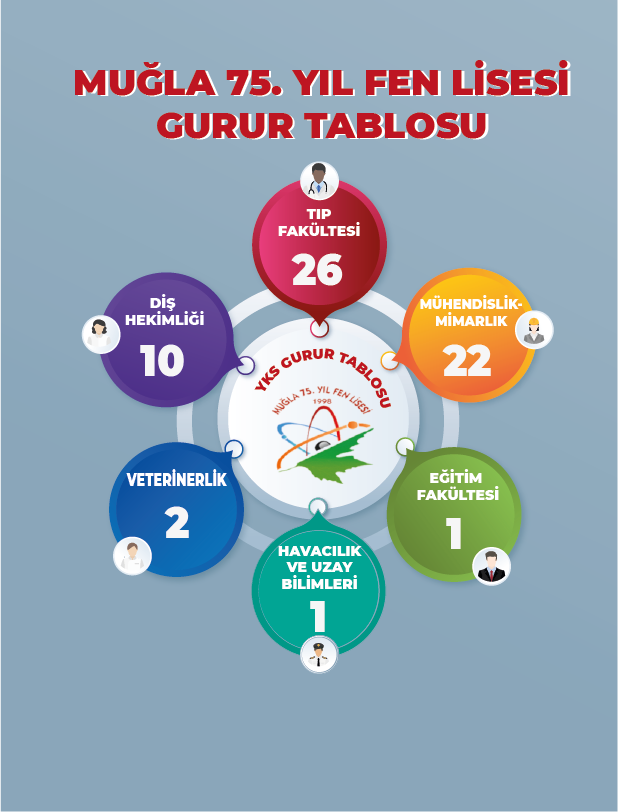 MUĞLA 75. YIL FEN LİSESİ
GURUR TABLOSU
TIP
FAKÜLTESİ
26
DİŞ
HEKİMLİĞİ
10
MÜHENDİSLİK-
MİMARLIK
22
YKS GURUR TABLOSU
MUĞLA 75. YIL FEN LİSESİ
1998
VETERİNERLİK
2
EĞİTİM
FAKÜLTESİ
1
HAVACILIK
VE UZAY
BİLİMLERİ
1